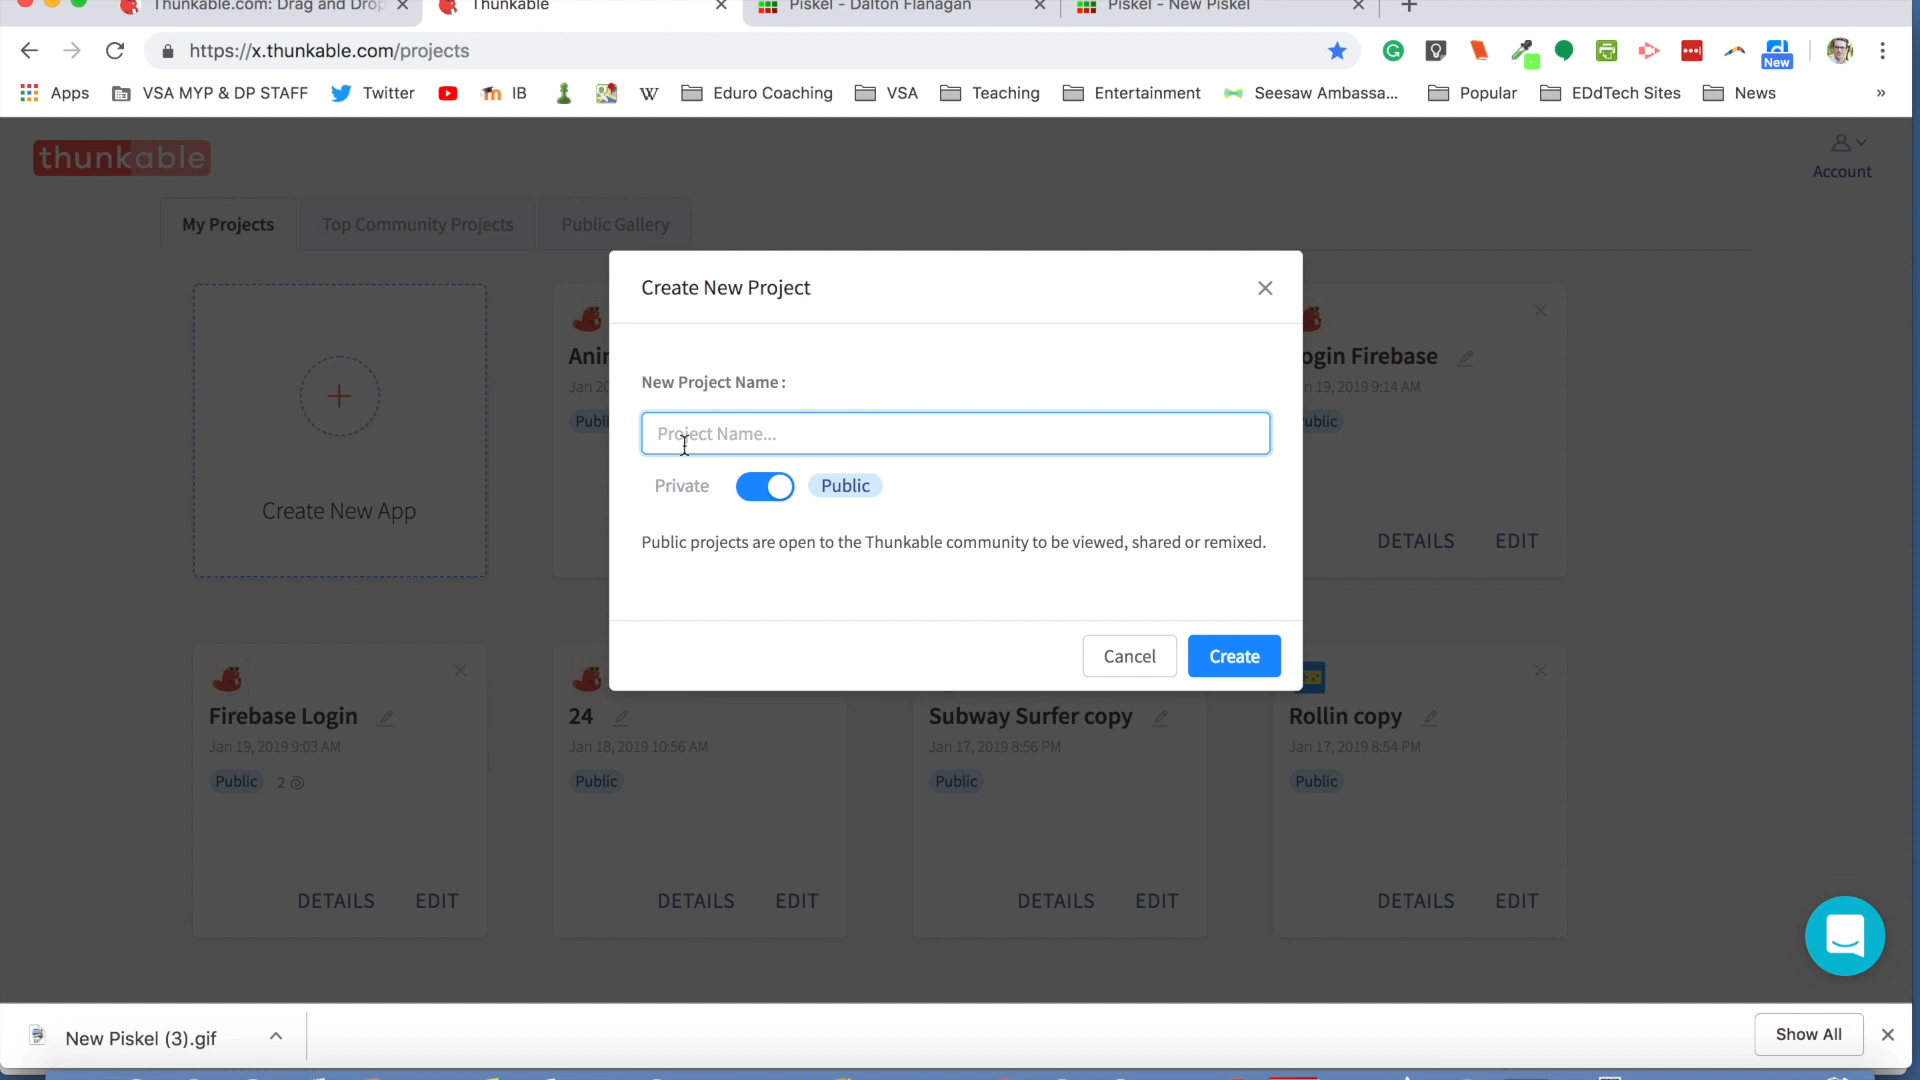 Thunkable.com: Drag and Drop
Thunkable
Piskel - Dalton Flanagan
Piskel - New Piskel
https://x.thunkable.com/projects
New
Apps
VSA MYP & DP STAFF
Twitter
IB
W
Eduro Coaching
VSA
Teaching
Entertainment
Seesaw Ambassa...
Popular
EDdTech Sites
News
»
thunkable
Account
My Projects
Top Community Projects
Public Gallery
Create New Project
New Project Name:
Project Name...
Private
Public
Public projects are open to the Thunkable community to be viewed, shared or remixed.
Cancel
Create
Create New App
Anim
Jan 20
Publi
ogin Firebase
n 19, 2019 9:14 AM
ublic
DETAILS EDIT
Firebase Login
Jan 19, 2019 9:03 AM
Public 2
DETAILS EDIT
24
Jan 18, 2019 10:56 AM
Public
DETAILS EDIT
Subway Surfer copy
Jan 17, 2019 8:56 PM
Public
DETAILS EDIT
Rollin copy
Jan 17, 2019 8:54 PM
Public
DETAILS EDIT
New Piskel (3).gif
Show All